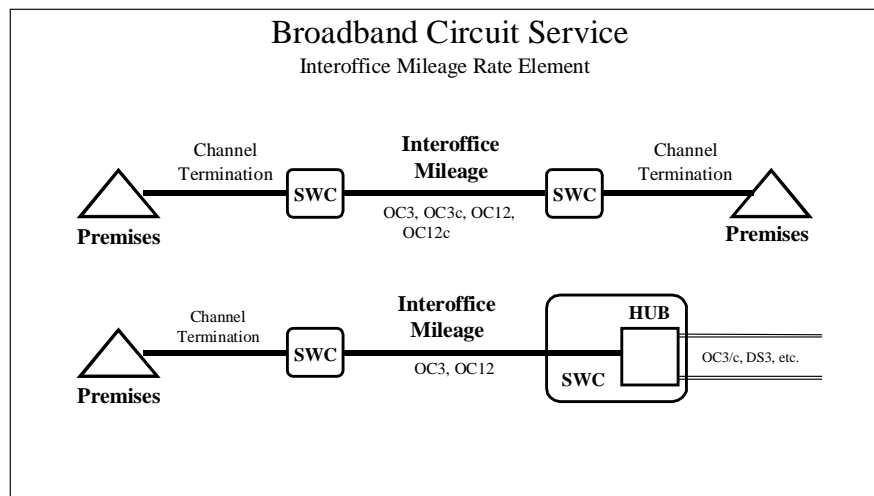 Broadband Circuit Service
Interoffice Mileage Rate Element
Channel
Termination
Interoffice
Mileage
Channel
Termination
SWC
SWC
OC3, OC3c, OC12,
OC12c
Premises
Premises
Channel
Termination
Interoffice
Mileage
HUB
SWC
OC3, OC12
SWC
OC3/c, DS3, etc.
Premises